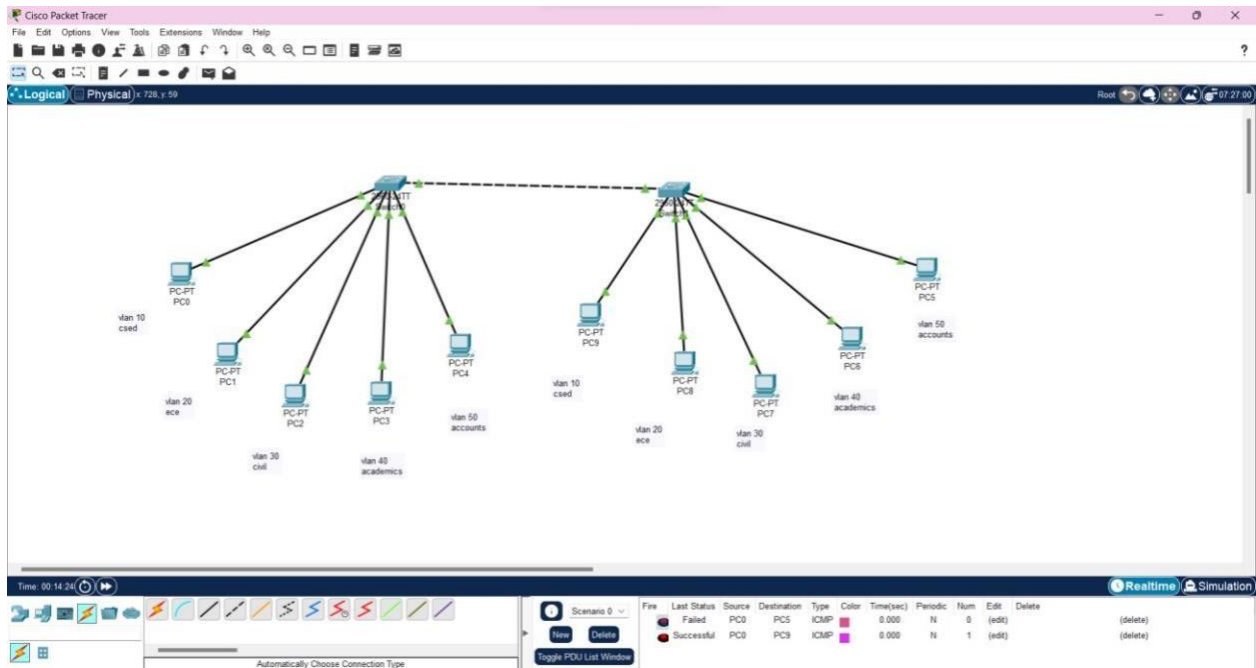 Cisco Packet Tracer
File Edit Options View Tools Extensions Window Help
?
Logical Physical x: 728, y: 59
Root 07:27:00
2960-24TT
Switch0
PC-PT
PC0
vlan 10
csed
PC-PT
PC1
vlan 20
ece
PC-PT
PC2
vlan 30
civil
PC-PT
PC3
vlan 40
academics
PC-PT
PC4
vlan 50
accounts
PC-PT
PC9
vlan 10
csed
PC-PT
PC8
vlan 20
ece
PC-PT
PC7
vlan 30
civil
PC-PT
PC6
vlan 40
academics
PC-PT
PC5
vlan 50
accounts
Time: 00:14:24
Realtime Simulation
Scenario 0
New Delete
Toggle PDU List Window
Fire Last Status Source Destination Type Color Time(sec) Periodic Num Edit Delete
Failed PC0 PC5 ICMP 0.000 N 0 (edit) (delete)
Successful PC0 PC9 ICMP 0.000 N 1 (edit) (delete)
Automatically Choose Connection Type